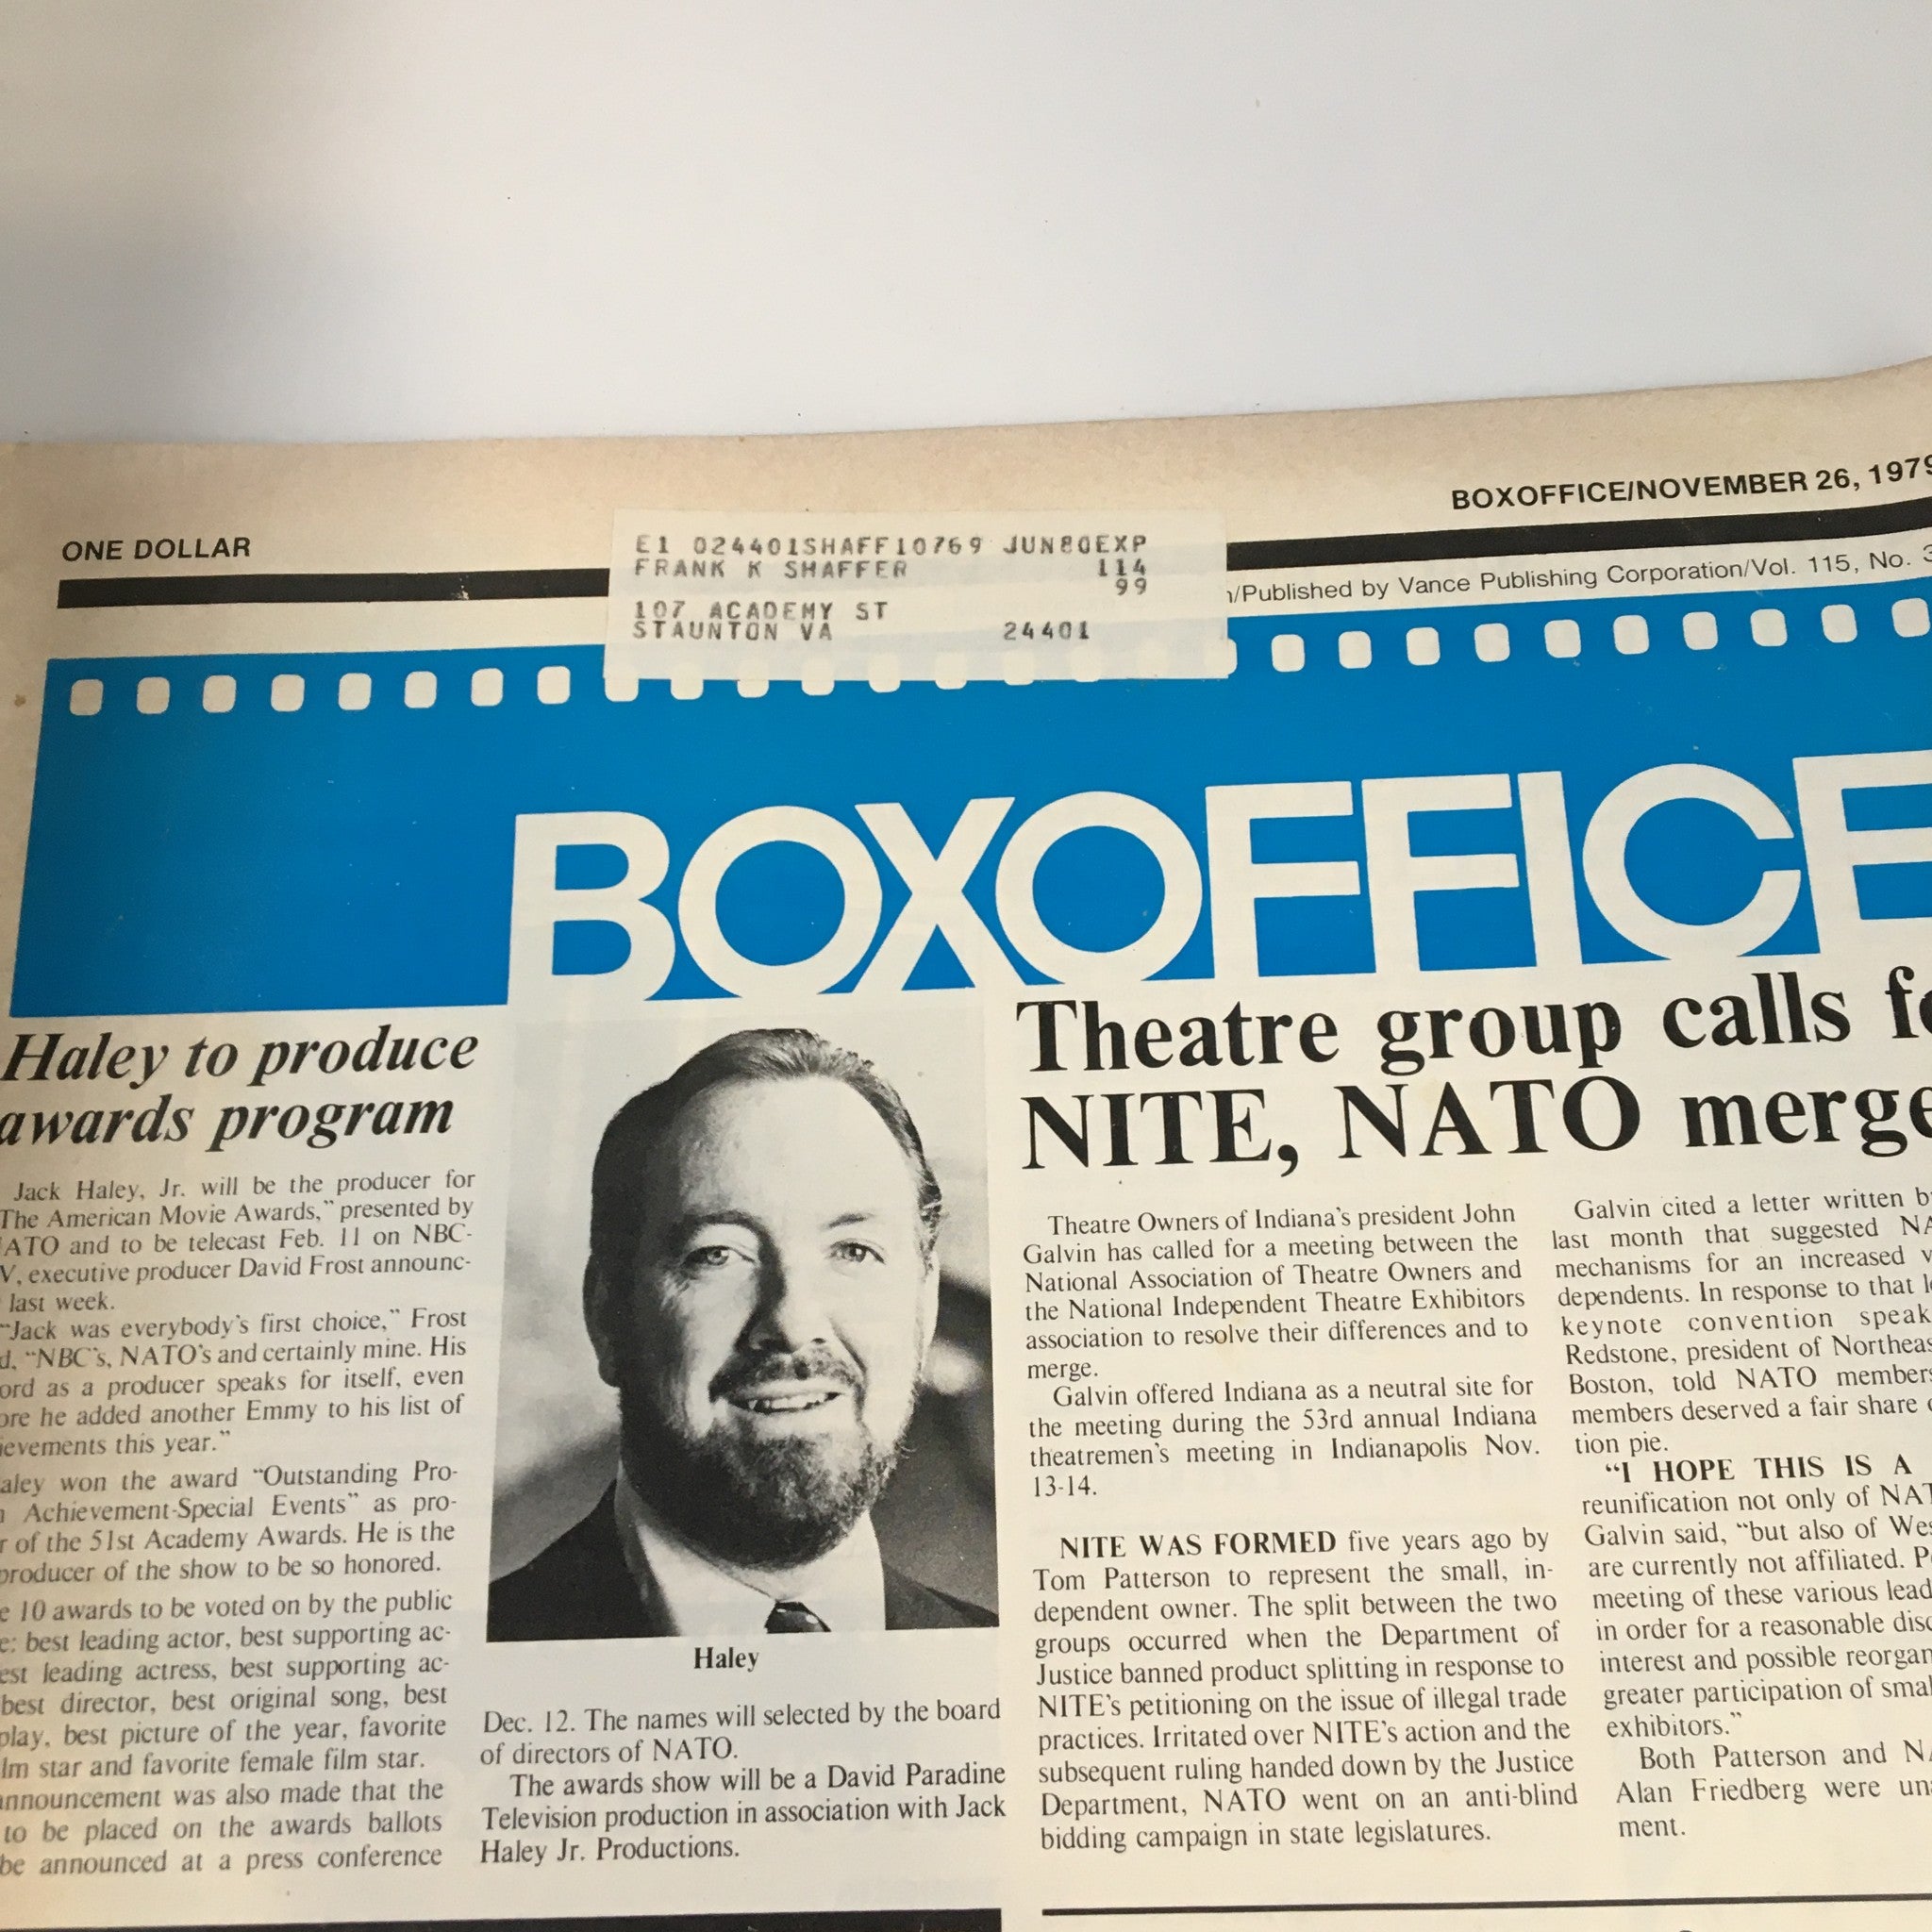 BOXOFFICE/NOVEMBER 26, 1979
ONE DOLLAR
E1 024401SHAFF10769 JUN80EXP
FRANK K SHAFFER 114
99
107 ACADEMY ST
STAUNTON VA 24401
/Published by Vance Publishing Corporation/Vol. 115, No. 3
BOXOFFICE
Haley to produce
awards program
Jack Haley, Jr. will be the producer for
The American Movie Awards,” presented by
ATO and to be telecast Feb. 11 on NBC-
V, executive producer David Frost announc-
last week.
“Jack was everybody's first choice,” Frost
d, “NBC's, NATO's and certainly mine. His
ord as a producer speaks for itself, even
ore he added another Emmy to his list of
ievements this year.”
aley won the award “Outstanding Pro-
Achievement-Special Events” as pro-
r of the 51st Academy Awards. He is the
producer of the show to be so honored.
e 10 awards to be voted on by the public
e: best leading actor, best supporting ac-
est leading actress, best supporting ac-
best director, best original song, best
play, best picture of the year, favorite
lm star and favorite female film star.
announcement was also made that the
to be placed on the awards ballots
be announced at a press conference
Haley
Dec. 12. The names will selected by the board
of directors of NATO.
The awards show will be a David Paradine
Television production in association with Jack
Haley Jr. Productions.
Theatre group calls fo
NITE, NATO merge
Theatre Owners of Indiana's president John
Galvin has called for a meeting between the
National Association of Theatre Owners and
the National Independent Theatre Exhibitors
association to resolve their differences and to
merge.
Galvin offered Indiana as a neutral site for
the meeting during the 53rd annual Indiana
theatremen's meeting in Indianapolis Nov.
13-14.
NITE WAS FORMED five years ago by
Tom Patterson to represent the small, in-
dependent owner. The split between the two
groups occurred when the Department of
Justice banned product splitting in response to
NITE's petitioning on the issue of illegal trade
practices. Irritated over NITE's action and the
subsequent ruling handed down by the Justice
Department, NATO went on an anti-blind
bidding campaign in state legislatures.
Galvin cited a letter written b
last month that suggested NA
mechanisms for an increased v
dependents. In response to that l
keynote convention speak
Redstone, president of Northeas
Boston, told NATO members
members deserved a fair share
tion pie.
“I HOPE THIS IS A
reunification not only of NAT
Galvin said, “but also of Wes
are currently not affiliated. P
meeting of these various lead
in order for a reasonable disc
interest and possible reorgan
greater participation of smal
exhibitors.”
Both Patterson and NA
Alan Friedberg were una
ment.